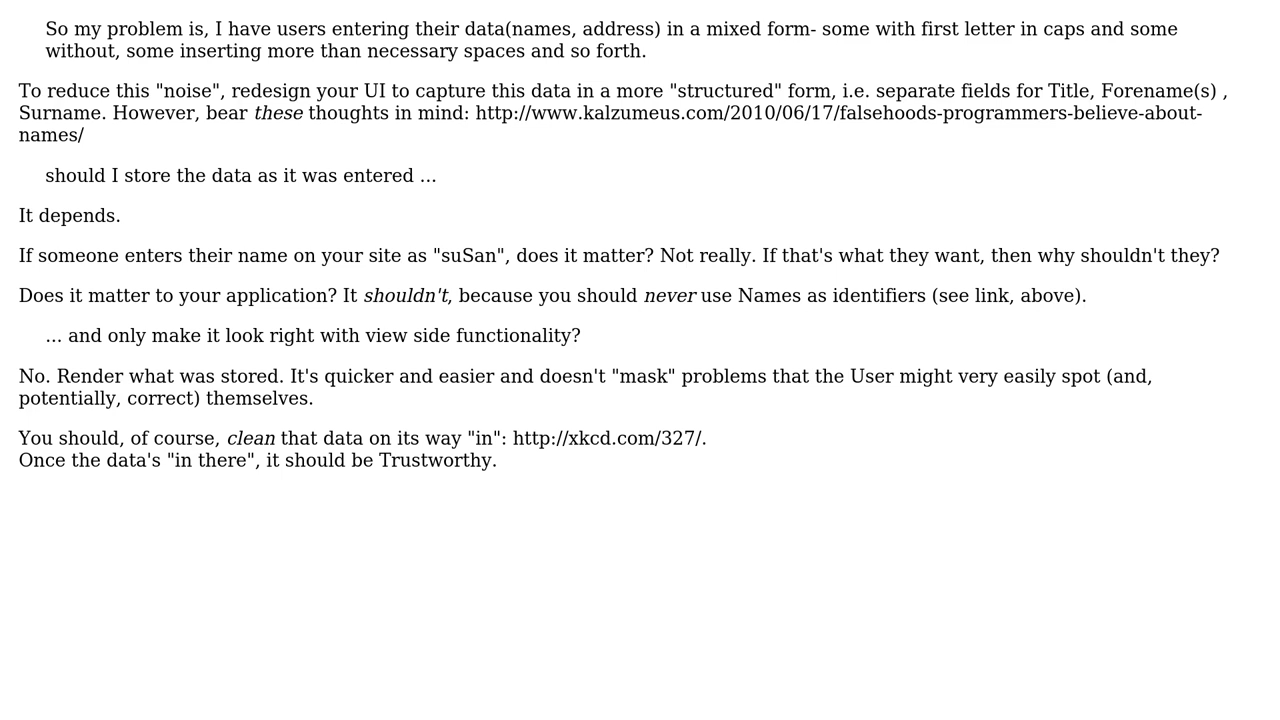 So my problem is, I have users entering their data(names, address) in a mixed form- some with first letter in caps and some
without, some inserting more than necessary spaces and so forth.
To reduce this "noise", redesign your UI to capture this data in a more "structured" form, i.e. separate fields for Title, Forename(s) ,
Surname. However, bear these thoughts in mind: http://www.kalzumeus.com/2010/06/17/falsehoods-programmers-believe-about-
names/
should I store the data as it was entered ...
It depends.
If someone enters their name on your site as "suSan", does it matter? Not really. If that's what they want, then why shouldn't they?
Does it matter to your application? It shouldn't, because you should never use Names as identifiers (see link, above).
... and only make it look right with view side functionality?
No. Render what was stored. It's quicker and easier and doesn't "mask" problems that the User might very easily spot (and,
potentially, correct) themselves.
You should, of course, clean that data on its way "in": http://xkcd.com/327/.
Once the data's "in there", it should be Trustworthy.